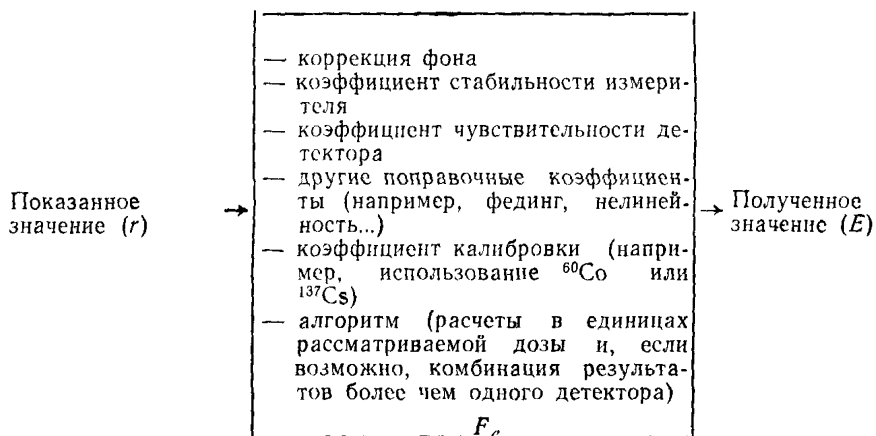 — коррекция фона
— коэффициент стабильности измери-
теля
— коэффициент чувствительности де-
тектора
— другие поправочные коэффициен-
ты (например, фединг, нелиней-
ность...)
— коэффициент калибровки (напри-
мер, использование ⁶⁰Co или
¹³⁷Cs)
— алгоритм (расчеты в единицах
рассматриваемой дозы и, если
возможно, комбинация результа-
тов более чем одного детектора)
Показанное
значение (r)
→
→ Полученное
значение (E)